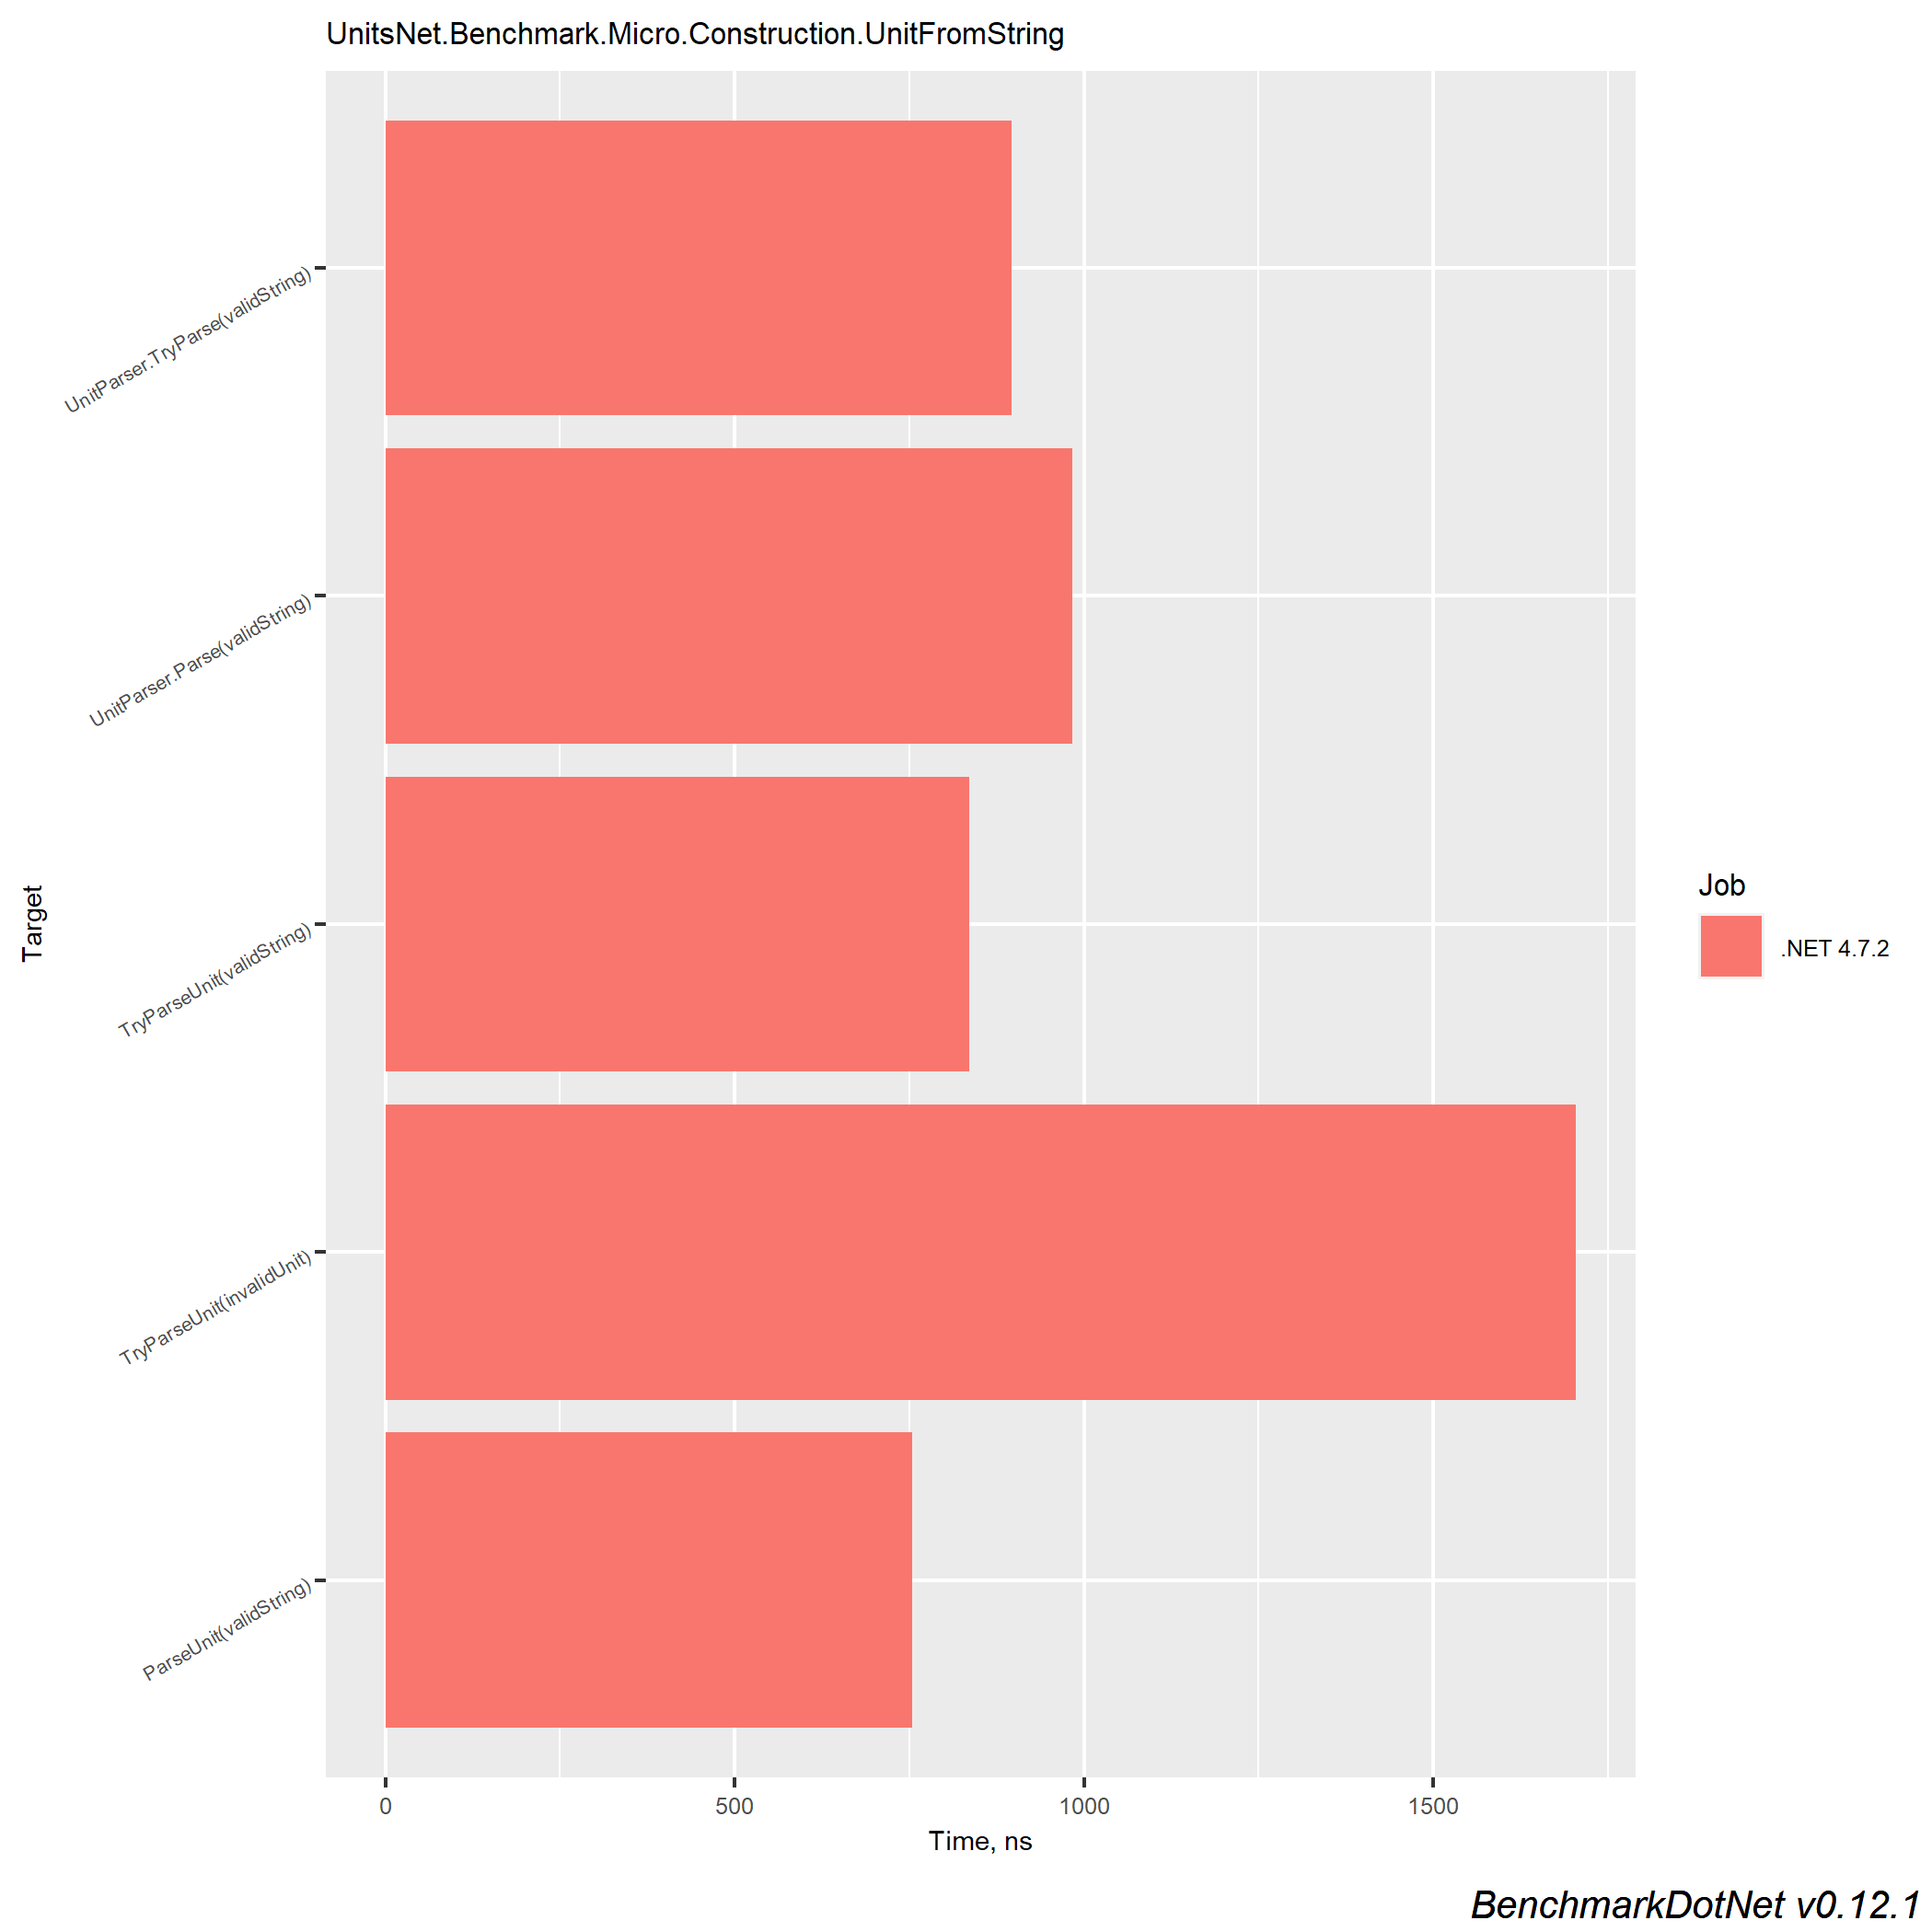 UnitsNet.Benchmark.Micro.Construction.UnitFromString
UnitParser.TryParse(validString)
UnitParser.Parse(validString)
TryParseUnit(validString)
TryParseUnit(invalidUnit)
ParseUnit(validString)
Target
0 500 1000 1500
Time, ns
Job
.NET 4.7.2
BenchmarkDotNet v0.12.1